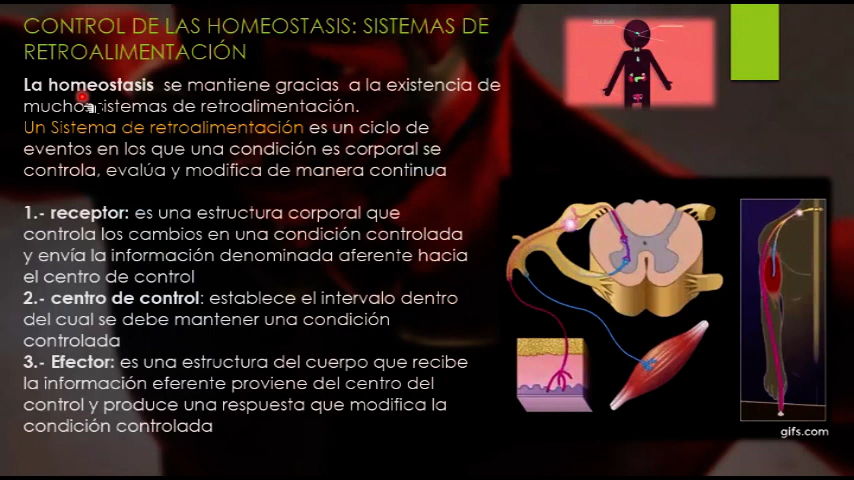 CONTROL DE LAS HOMEOSTASIS: SISTEMAS DE
RETROALIMENTACIÓN
La homeostasis se mantiene gracias a la existencia de
muchos sistemas de retroalimentación.
Un Sistema de retroalimentación es un ciclo de
eventos en los que una condición es corporal se
controla, evalúa y modifica de manera continua
1.- receptor: es una estructura corporal que
controla los cambios en una condición controlada
y envía la información denominada aferente hacia
el centro de control
2.- centro de control: establece el intervalo dentro
del cual se debe mantener una condición
controlada
3.- Efector: es una estructura del cuerpo que recibe
la información eferente proviene del centro del
control y produce una respuesta que modifica la
condición controlada
gifs.com